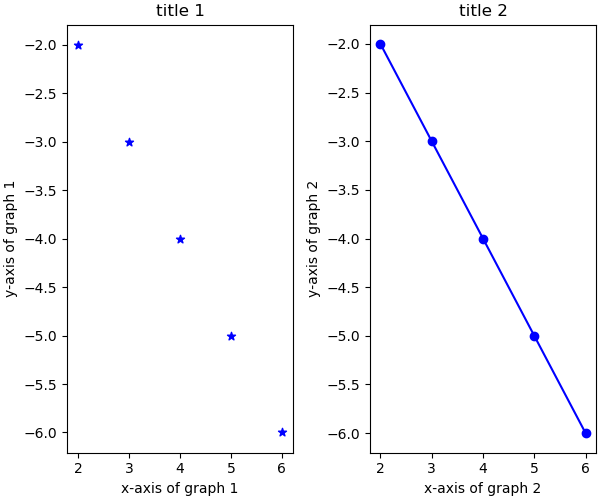 title 1
−2.0
−2.5
−3.0
−3.5
−4.0
−4.5
−5.0
−5.5
−6.0
y-axis of graph 1
2 3 4 5 6
x-axis of graph 1
title 2
−2.0
−2.5
−3.0
−3.5
−4.0
−4.5
−5.0
−5.5
−6.0
y-axis of graph 2
2 3 4 5 6
x-axis of graph 2